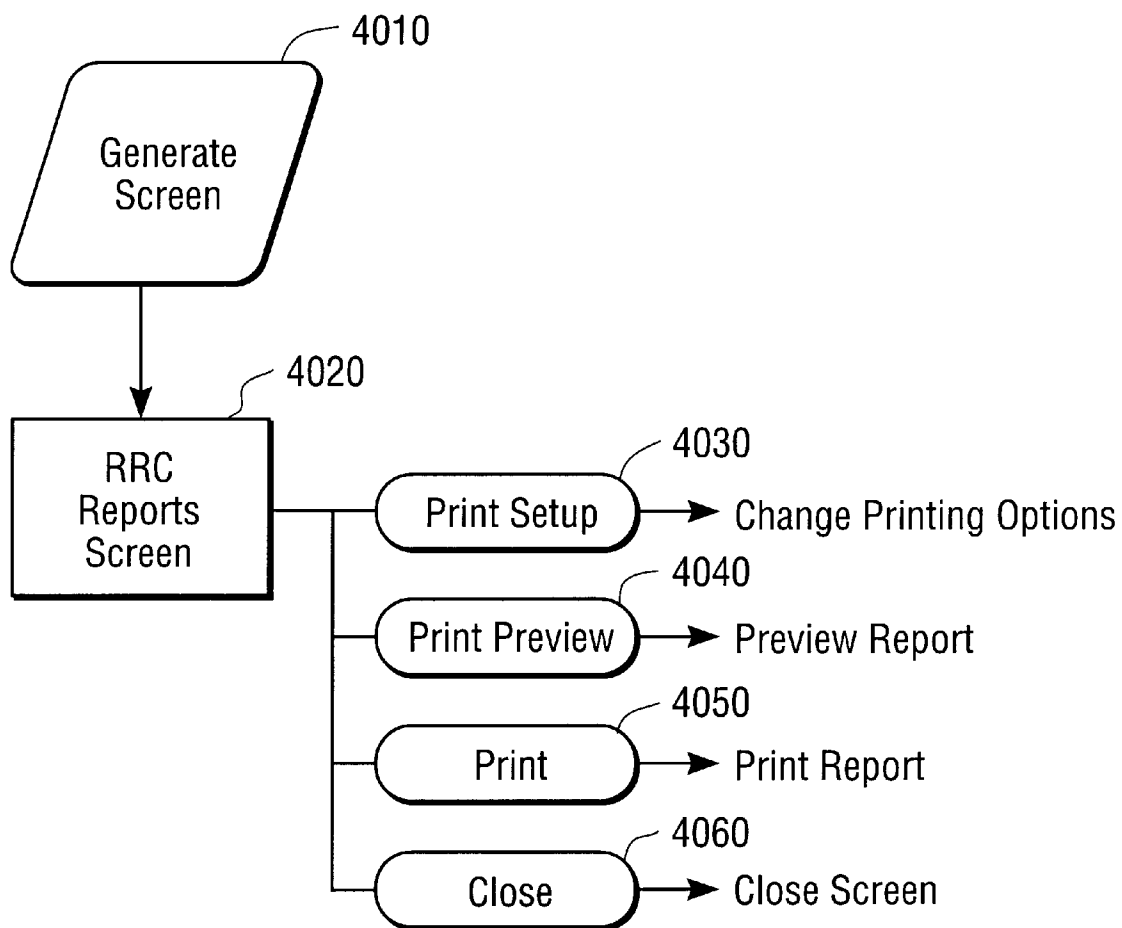 4010
Generate
Screen
4020
RRC
Reports
Screen
4030
Print Setup
Change Printing Options
4040
Print Preview
Preview Report
4050
Print
Print Report
4060
Close
Close Screen